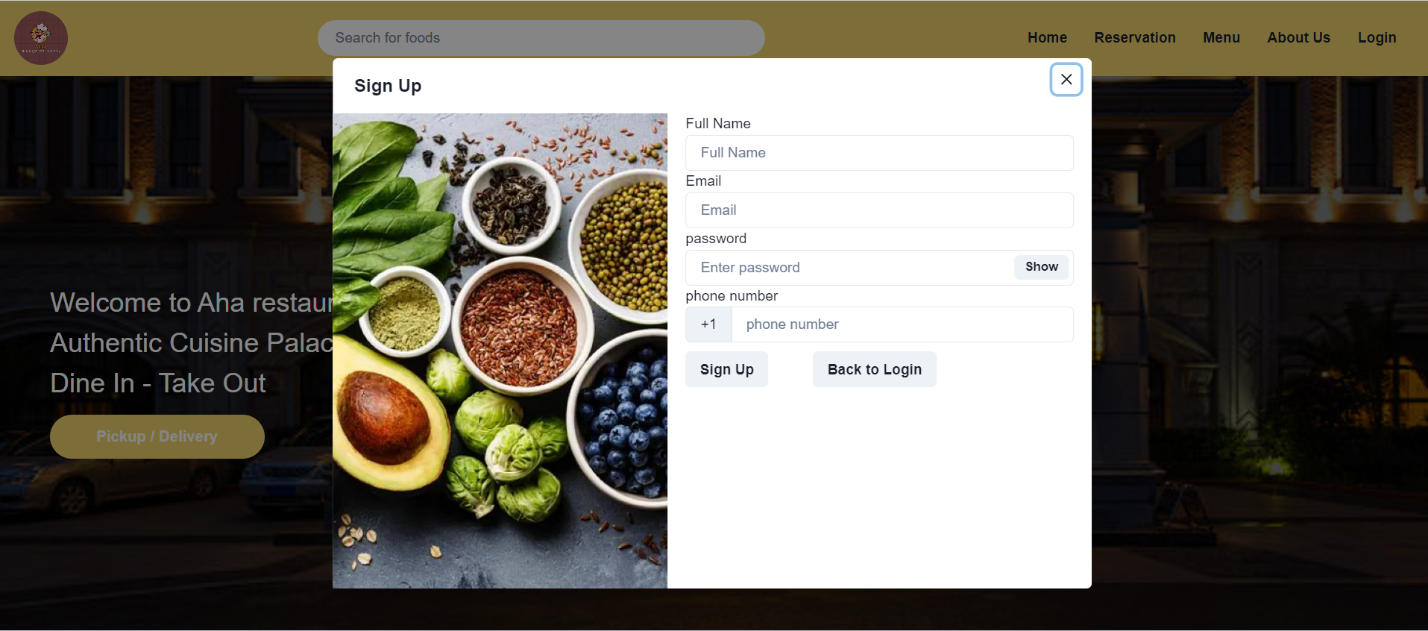 Search for foods
Home
Reservation
Menu
About Us
Login
Sign Up
Full Name
Full Name
Email
Email
password
Enter password
Show
phone number
+1
phone number
Sign Up
Back to Login
Welcome to Aha
Authentic Cuisine
Dine In - Take Out
Pickup / Delivery